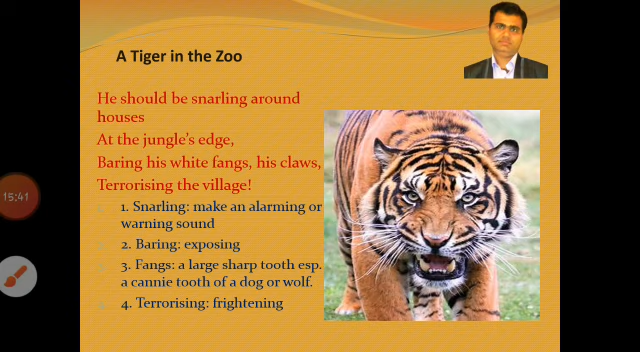 A Tiger in the Zoo
He should be snarling around
houses
At the jungle's edge,
Baring his white fangs, his claws,
Terrorising the village!
1. Snarling: make an alarming or
warning sound
2. Baring: exposing
3. Fangs: a large sharp tooth esp.
a cannie tooth of a dog or wolf.
4. Terrorising: frightening
15:41